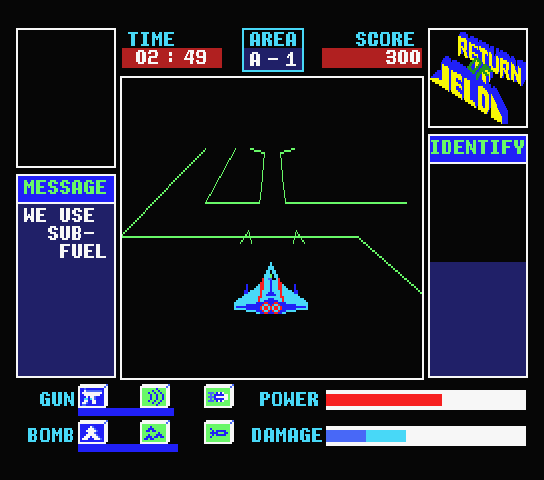 TIME
AREA
SCORE
02 : 49
A - 1
300
RETURN
OF
JELDA
MESSAGE
WE USE
SUB-
FUEL
IDENTIFY
GUN
POWER
BOMB
DAMAGE